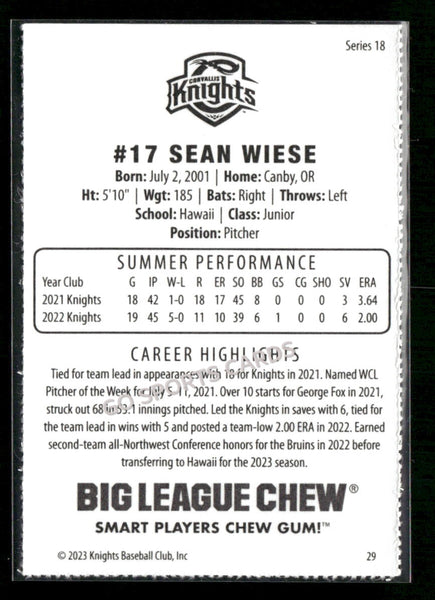 Series 18
CORVALLIS
Knights
#17 SEAN WIESE
Born: July 2, 2001 | Home: Canby, OR
Ht: 5'10" | Wgt: 185 | Bats: Right | Throws: Left
School: Hawaii | Class: Junior
Position: Pitcher
SUMMER PERFORMANCE
Year Club G IP W-L R ER SO BB GS CG SHO SV ERA
2021 Knights 18 42 1-0 18 17 45 8 0 0 0 3 3.64
2022 Knights 19 45 5-0 11 10 39 6 1 0 0 6 2.00
CAREER HIGHLIGHTS
Tied for team lead in appearances with 18 for Knights in 2021. Named WCL
Pitcher of the Week for July 5-11, 2021. Over 10 starts for George Fox in 2021,
struck out 68 in 53.1 innings pitched. Led the Knights in saves with 6, tied for
the team lead in wins with 5 and posted a team-low 2.00 ERA in 2022. Earned
second-team all-Northwest Conference honors for the Bruins in 2022 before
transferring to Hawaii for the 2023 season.
GO SPORTS CARDS
BIG LEAGUE CHEW®
SMART PLAYERS CHEW GUM!™
© 2023 Knights Baseball Club, Inc
29